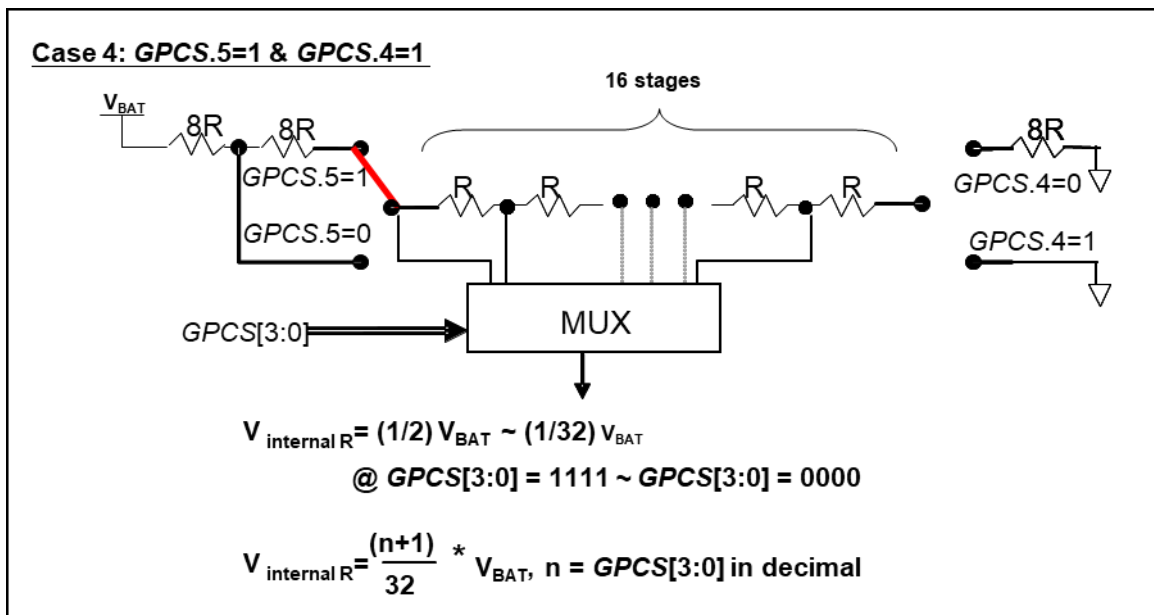 Case 4: GPCS.5=1 & GPCS.4=1
16 stages
VBAT
8R 8R 8R
GPCS.5=1 R R R R GPCS.4=0
GPCS.5=0 GPCS.4=1
GPCS[3:0] MUX
V internal R= (1/2) VBAT ~ (1/32) VBAT
@ GPCS[3:0] = 1111 ~ GPCS[3:0] = 0000
V internal R= (n+1)/32 * VBAT, n = GPCS[3:0] in decimal